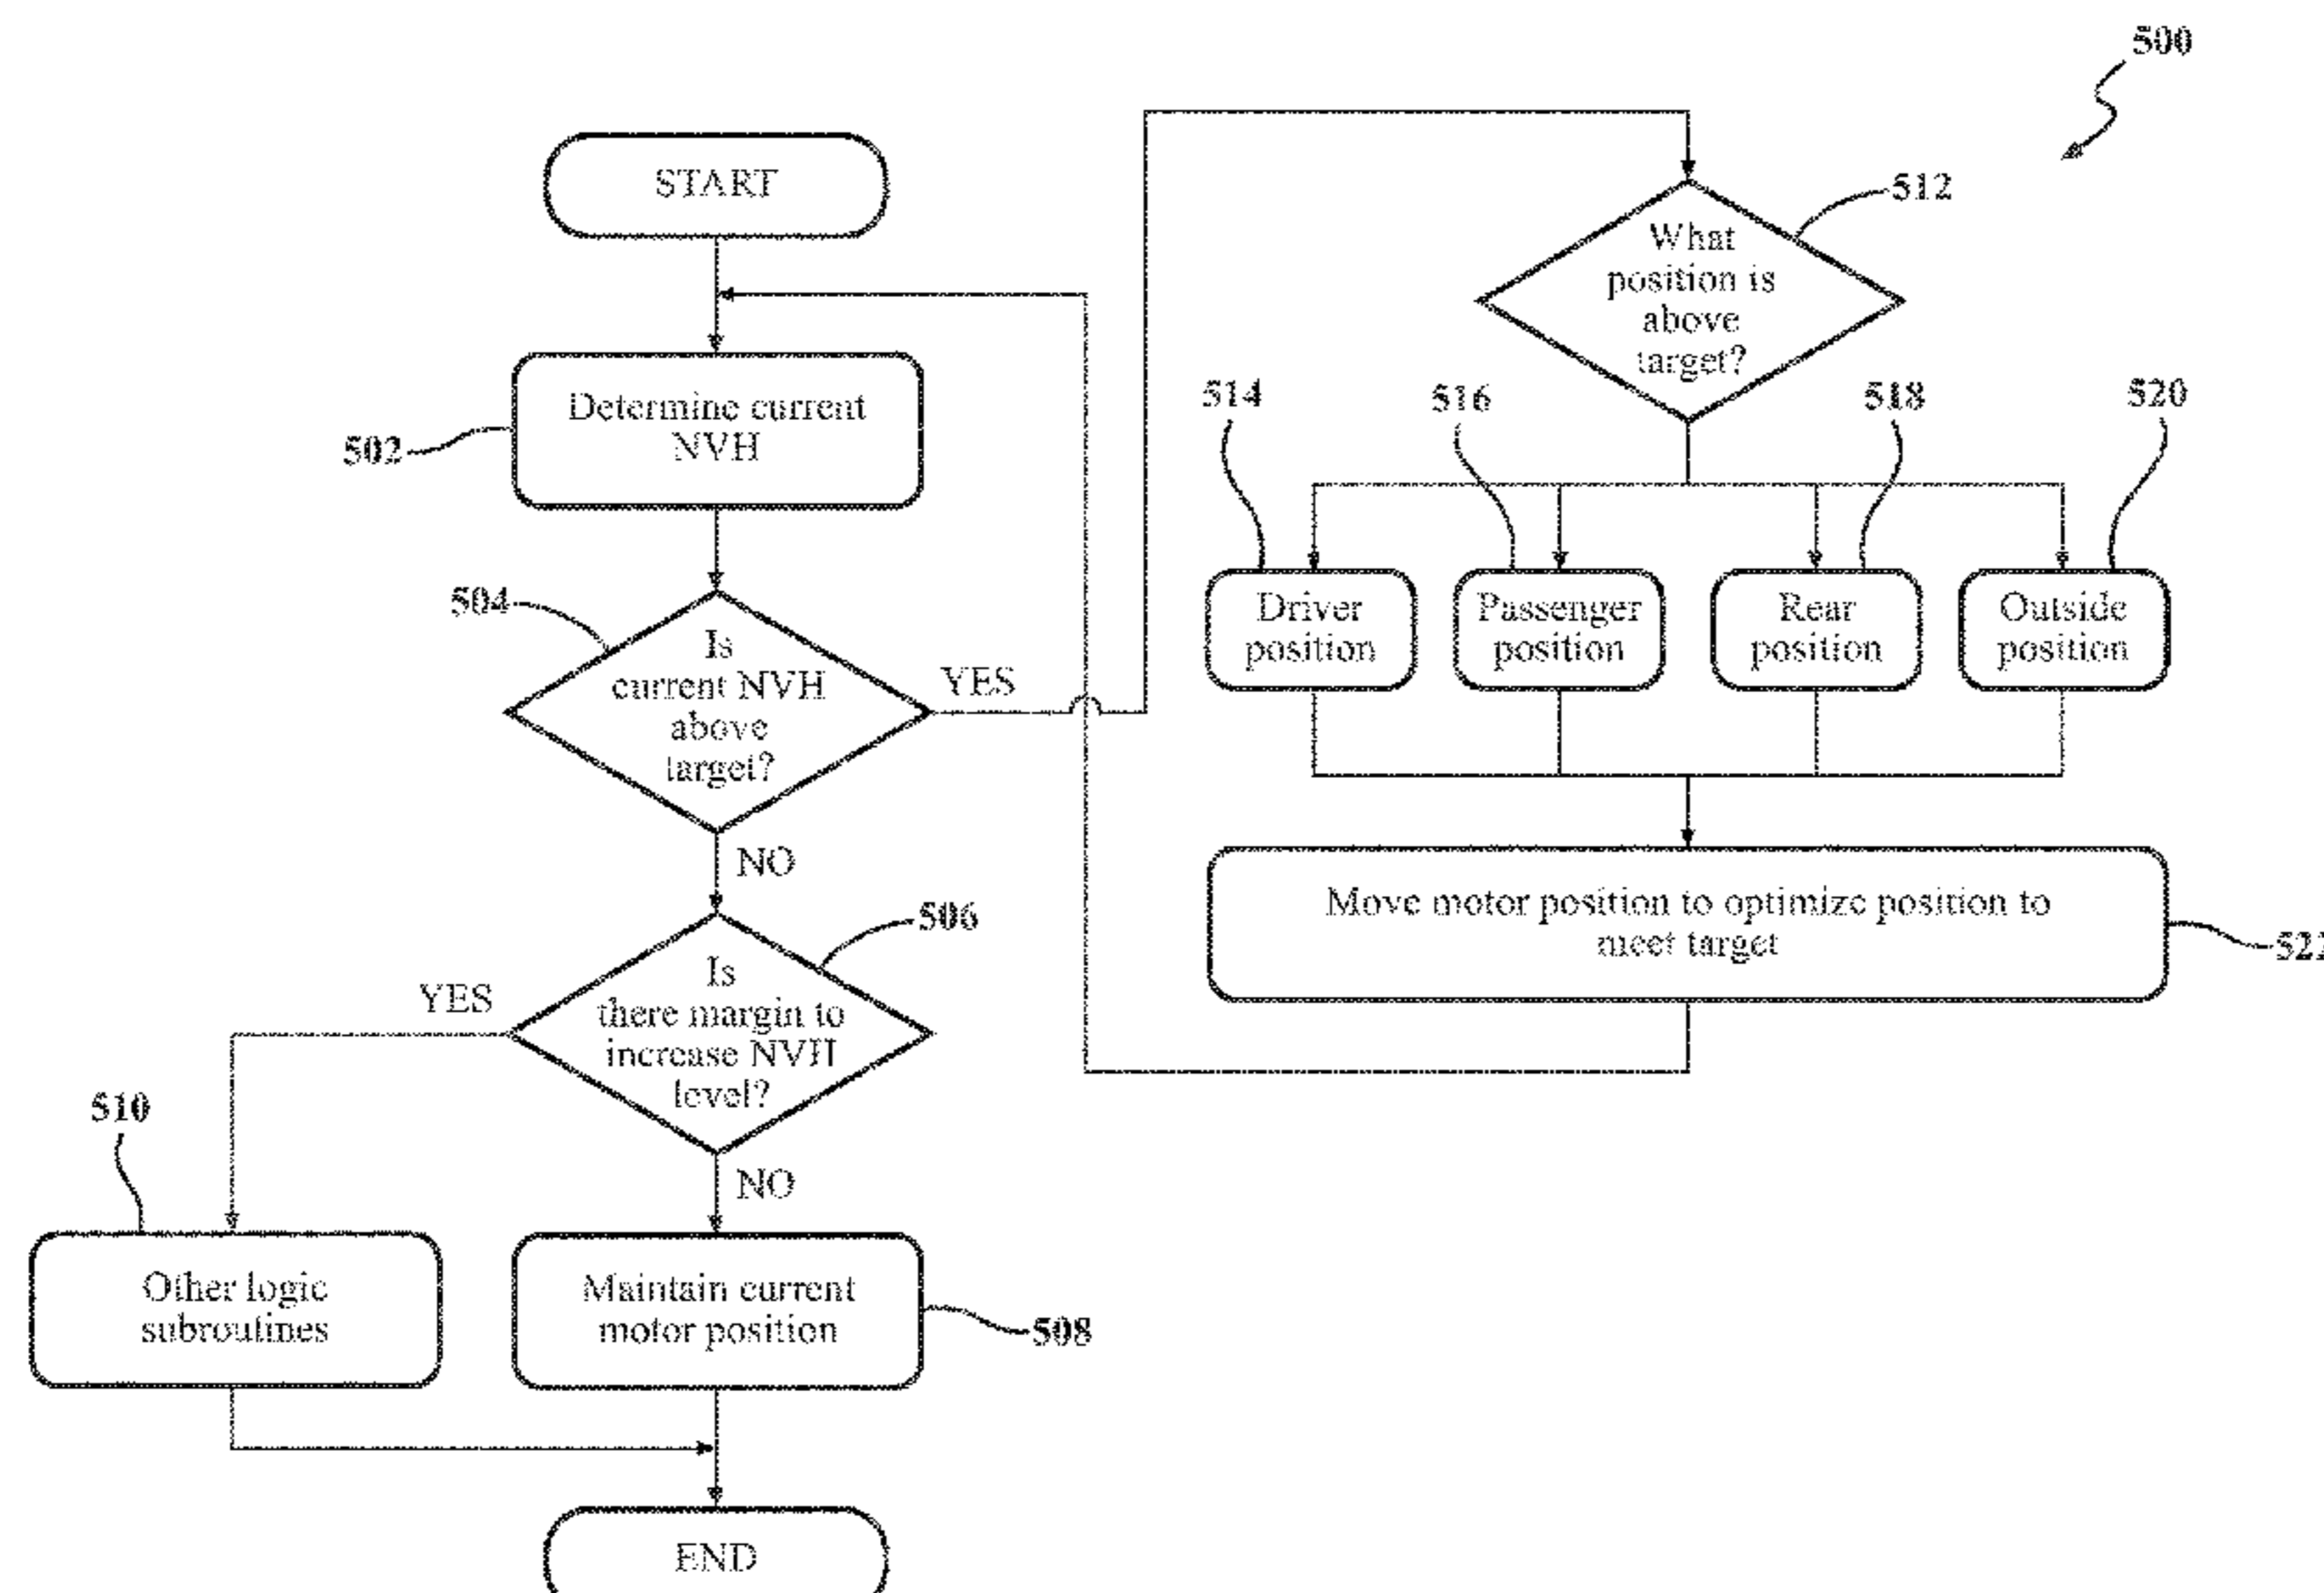 500
START
512
What
position is
above
target?
Determine current
NVH
502
514
516
518
520
504
Is
current NVH
above
target?
YES
Driver
position
Passenger
position
Rear
position
Outside
position
NO
506
Move motor position to optimize position to
meet target
522
Is
there margin to
increase NVH
level?
YES
510
NO
Other logic
subroutines
Maintain current
motor position
508
END